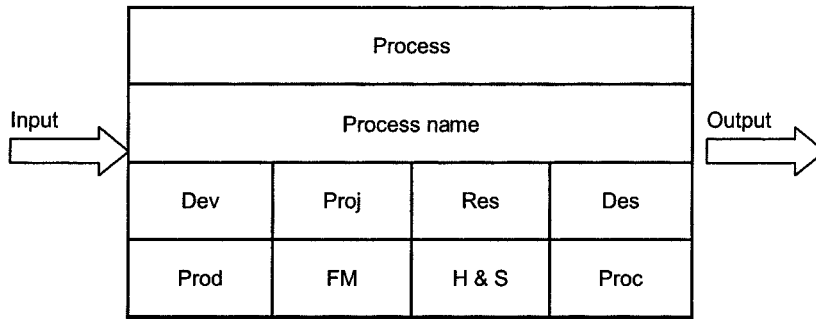 Process
Input
Process name
Output
Dev Proj Res Des
Prod FM H & S Proc